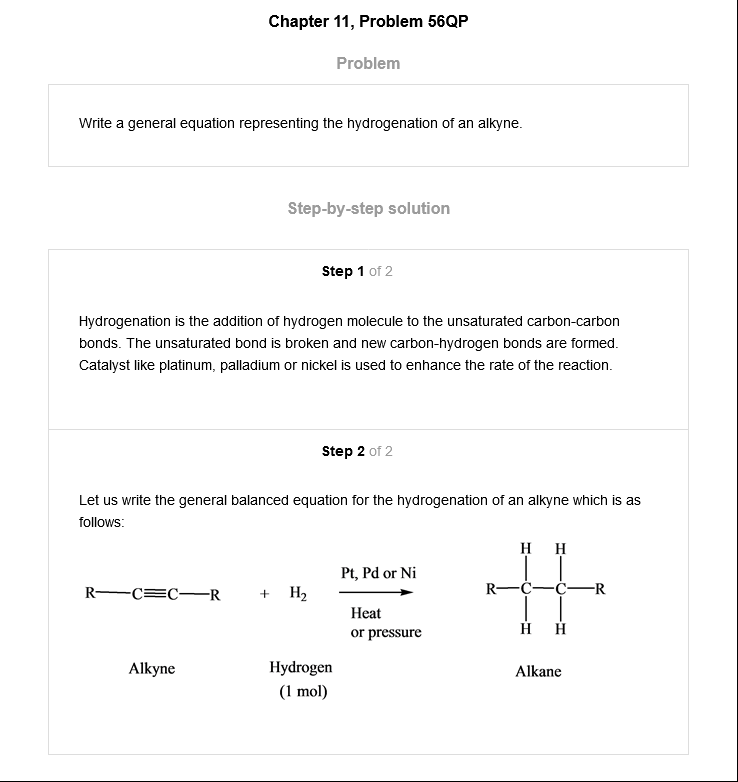 Chapter 11, Problem 56QP
Problem
Write a general equation representing the hydrogenation of an alkyne.
Step-by-step solution
Step 1 of 2
Hydrogenation is the addition of hydrogen molecule to the unsaturated carbon-carbon
bonds. The unsaturated bond is broken and new carbon-hydrogen bonds are formed.
Catalyst like platinum, palladium or nickel is used to enhance the rate of the reaction.
Step 2 of 2
Let us write the general balanced equation for the hydrogenation of an alkyne which is as
follows:
H H
Pt, Pd or Ni
R—C≡C—R + H₂ R—C—C—R
Heat
or pressure H H
Alkyne Hydrogen Alkane
(1 mol)